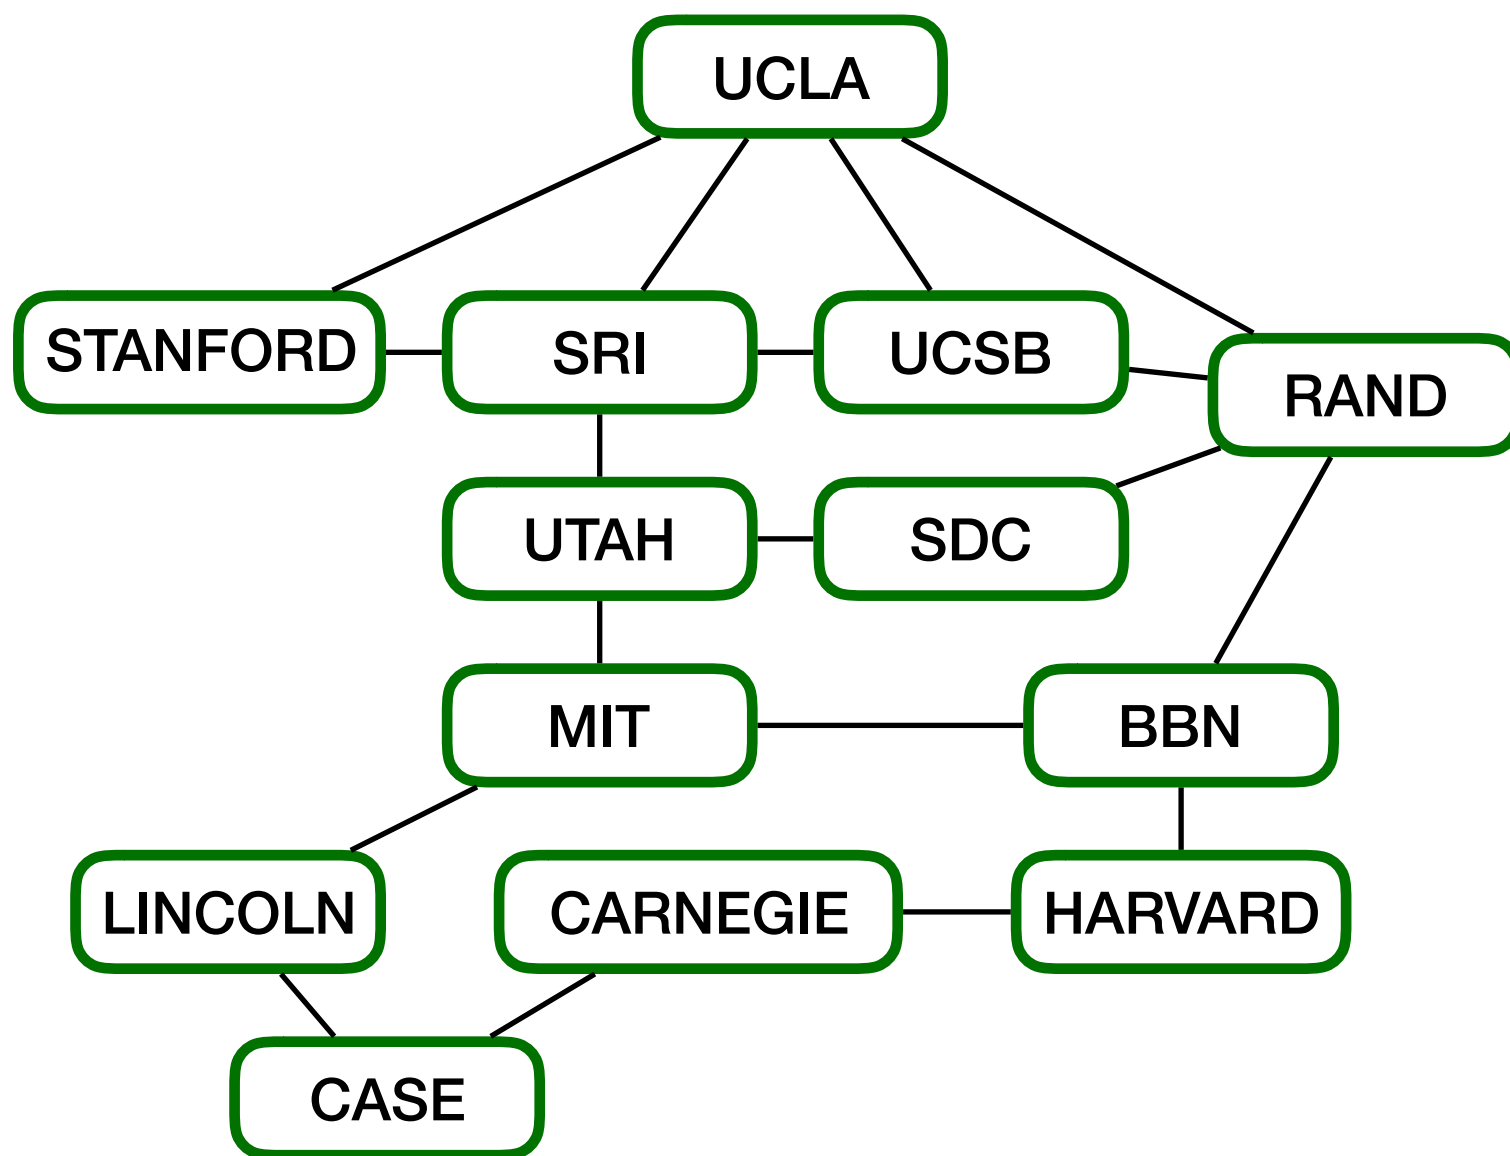 UCLA
STANFORD
SRI
UCSB
RAND
UTAH
SDC
MIT
BBN
LINCOLN
CARNEGIE
HARVARD
CASE